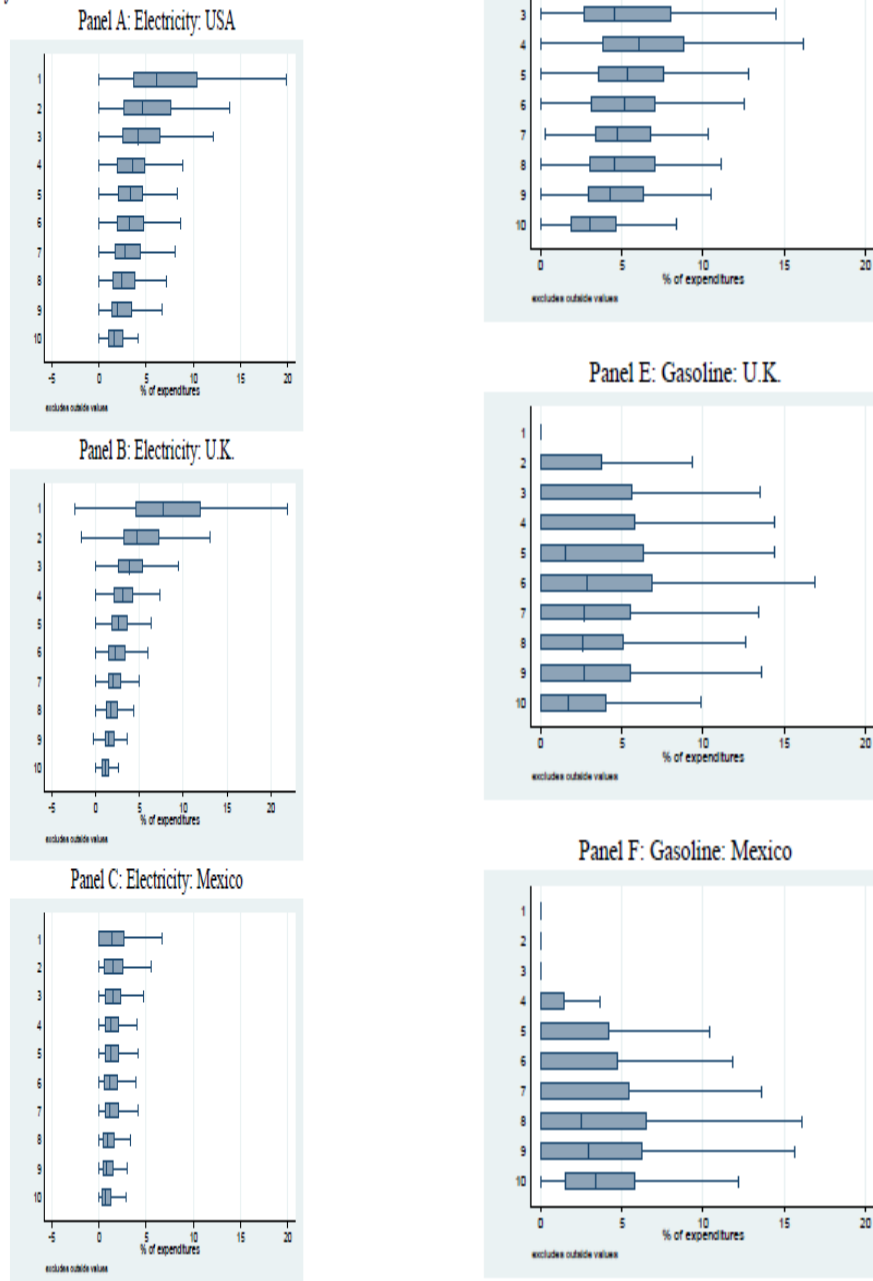 Panel A: Electricity: USA
1
2
3
4
5
6
7
8
9
10
-5 0 5 10 15 20
% of expenditures
excludes outside values
Panel B: Electricity: U.K.
1
2
3
4
5
6
7
8
9
10
-5 0 5 10 15 20
% of expenditures
excludes outside values
Panel C: Electricity: Mexico
1
2
3
4
5
6
7
8
9
10
-5 0 5 10 15 20
% of expenditures
excludes outside values
3
4
5
6
7
8
9
10
0 5 10 15 20
% of expenditures
excludes outside values
Panel E: Gasoline: U.K.
1
2
3
4
5
6
7
8
9
10
0 5 10 15 20
% of expenditures
excludes outside values
Panel F: Gasoline: Mexico
1
2
3
4
5
6
7
8
9
10
0 5 10 15 20
% of expenditures
excludes outside values